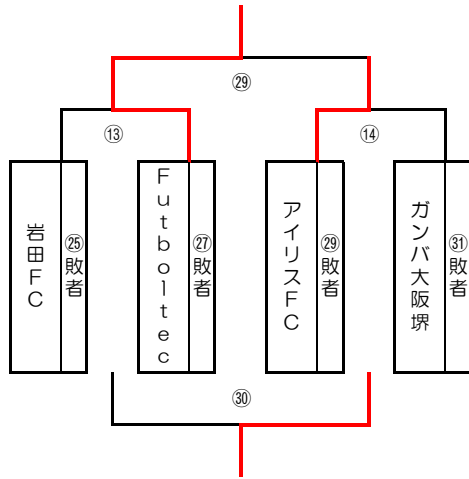 ㉙
⑬
⑭
岩田FC
㉕敗者
Futboltec
㉗敗者
アイリスFC
㉙敗者
ガンバ大阪堺
㉛敗者
㉚